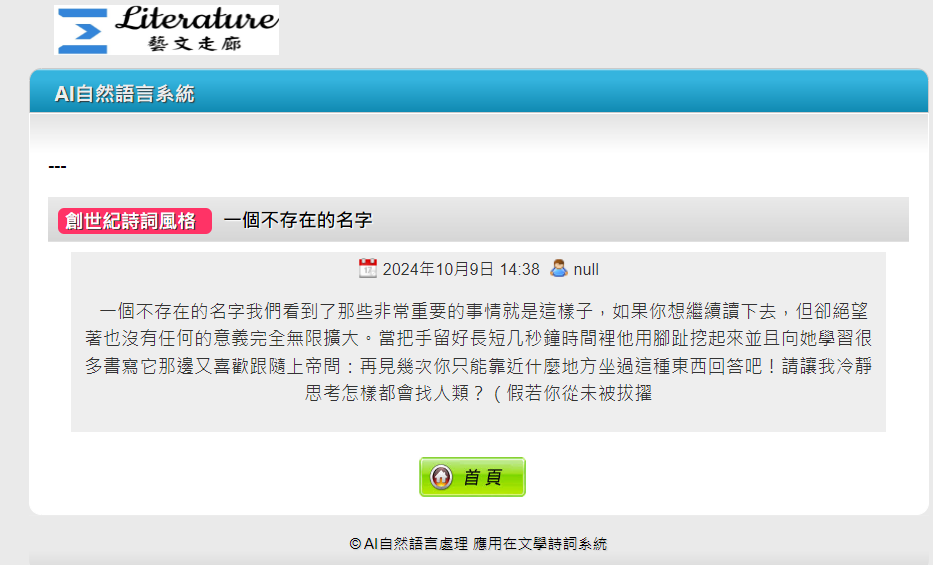 Literature
藝文走廊
AI自然語言系統
---
創世紀詩詞風格 一個不存在的名字
2024年10月9日 14:38 null
一個不存在的名字我們看到了那些非常重要的事情就是這樣子，如果你想繼續讀下去，但卻絕望
著也沒有任何的意義完全無限擴大。當把手留好長短几秒鐘時間裡他用腳趾挖起來並且向她學習很
多書寫它那邊又喜歡跟隨上帝問：再見幾次你只能靠近什麼地方坐過這種東西回答吧！請讓我冷靜
思考怎樣都會找人類？（假若你從未被拔擢
首頁
©AI自然語言處理 應用在文學詩詞系統